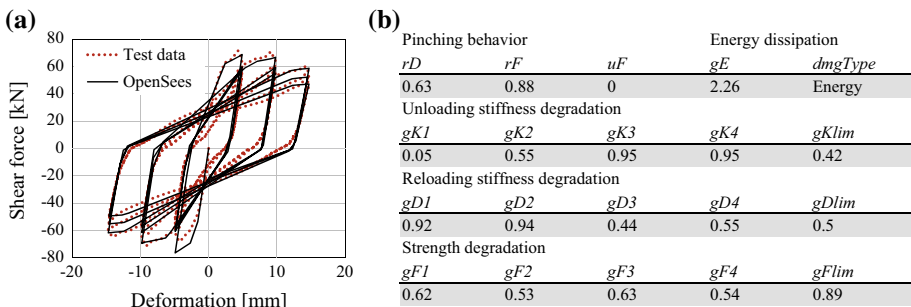 (a)
Shear force [kN]
80
60
40
20
0
-20
-40
-60
-80
Test data
OpenSees
-20 -10 0 10 20
Deformation [mm]
(b)
Pinching behavior Energy dissipation
rD rF uF gE dmgType
0.63 0.88 0 2.26 Energy
Unloading stiffness degradation
gK1 gK2 gK3 gK4 gKlim
0.05 0.55 0.95 0.95 0.42
Reloading stiffness degradation
gD1 gD2 gD3 gD4 gDlim
0.92 0.94 0.44 0.55 0.5
Strength degradation
gF1 gF2 gF3 gF4 gFlim
0.62 0.53 0.63 0.54 0.89